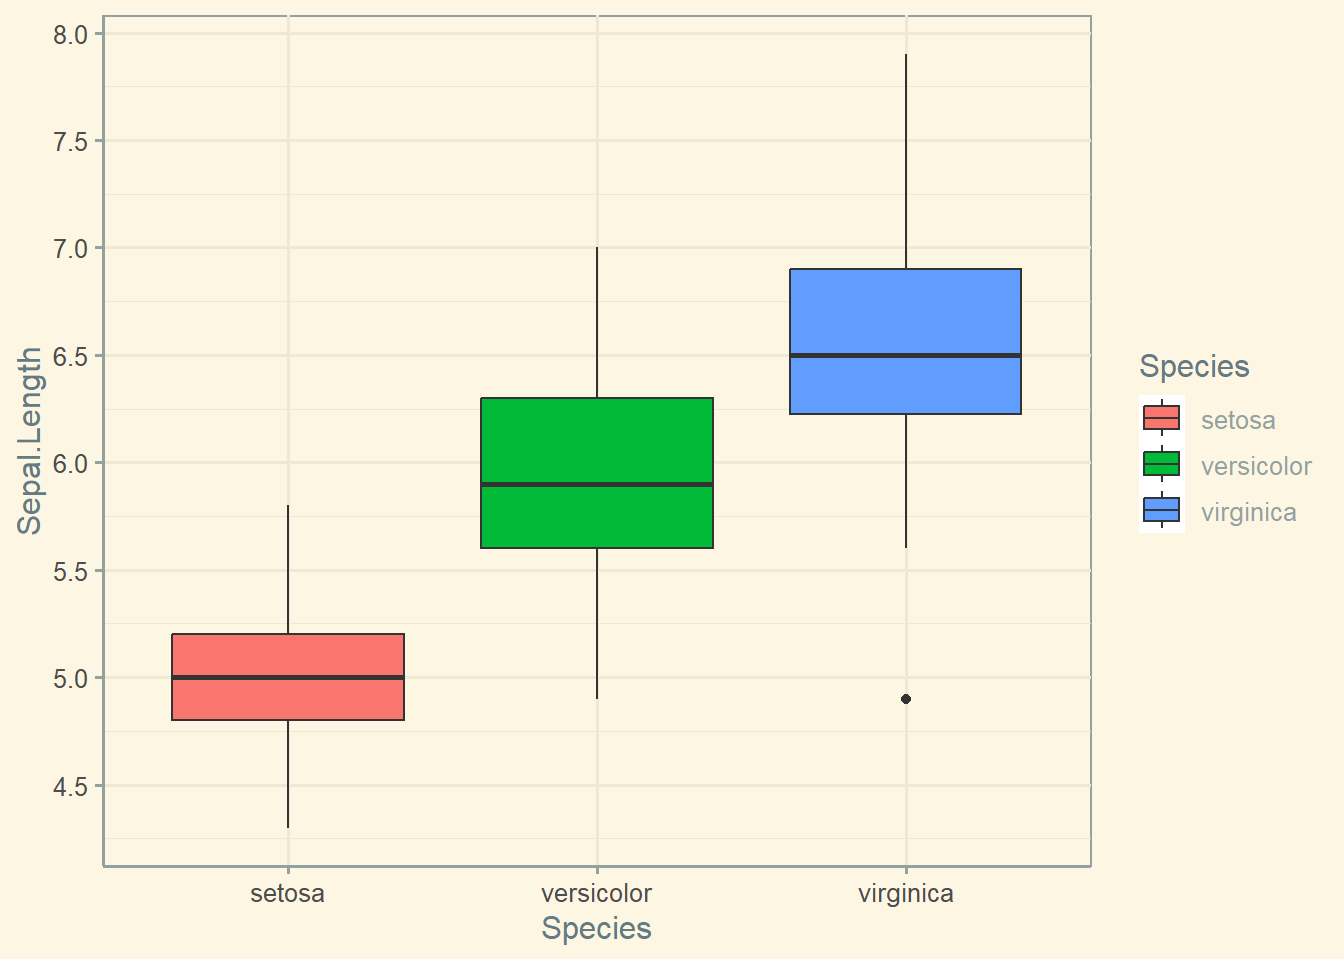 8.0
7.5
7.0
6.5
6.0
5.5
5.0
4.5
Sepal.Length
setosa versicolor virginica
Species
Species
setosa
versicolor
virginica